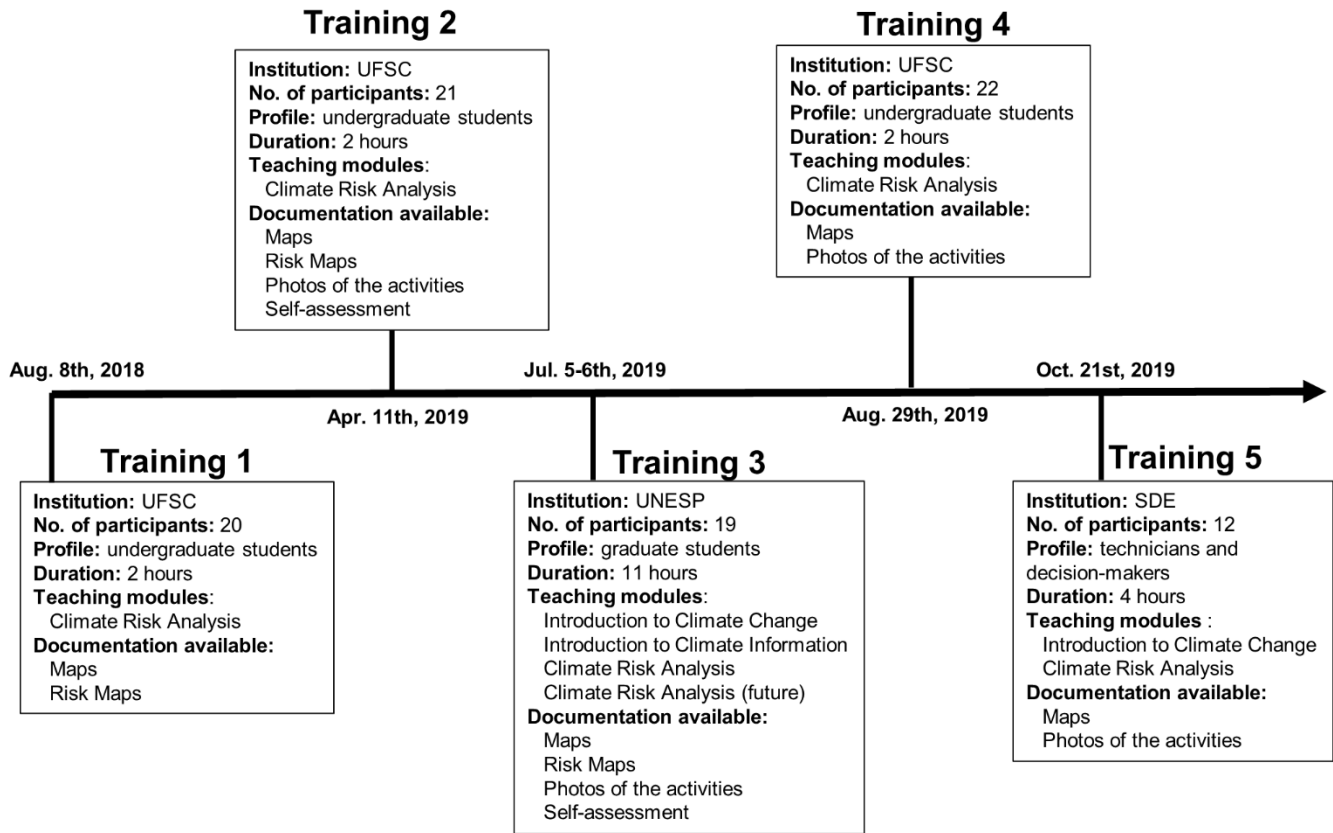 Training 2
Institution: UFSC
No. of participants: 21
Profile: undergraduate students
Duration: 2 hours
Teaching modules:
Climate Risk Analysis
Documentation available:
Maps
Risk Maps
Photos of the activities
Self-assessment
Training 4
Institution: UFSC
No. of participants: 22
Profile: undergraduate students
Duration: 2 hours
Teaching modules:
Climate Risk Analysis
Documentation available:
Maps
Photos of the activities
Aug. 8th, 2018
Apr. 11th, 2019
Jul. 5-6th, 2019
Aug. 29th, 2019
Oct. 21st, 2019
Training 1
Institution: UFSC
No. of participants: 20
Profile: undergraduate students
Duration: 2 hours
Teaching modules:
Climate Risk Analysis
Documentation available:
Maps
Risk Maps
Training 3
Institution: UNESP
No. of participants: 19
Profile: graduate students
Duration: 11 hours
Teaching modules:
Introduction to Climate Change
Introduction to Climate Information
Climate Risk Analysis
Climate Risk Analysis (future)
Documentation available:
Maps
Risk Maps
Photos of the activities
Self-assessment
Training 5
Institution: SDE
No. of participants: 12
Profile: technicians and
decision-makers
Duration: 4 hours
Teaching modules :
Introduction to Climate Change
Climate Risk Analysis
Documentation available:
Maps
Photos of the activities